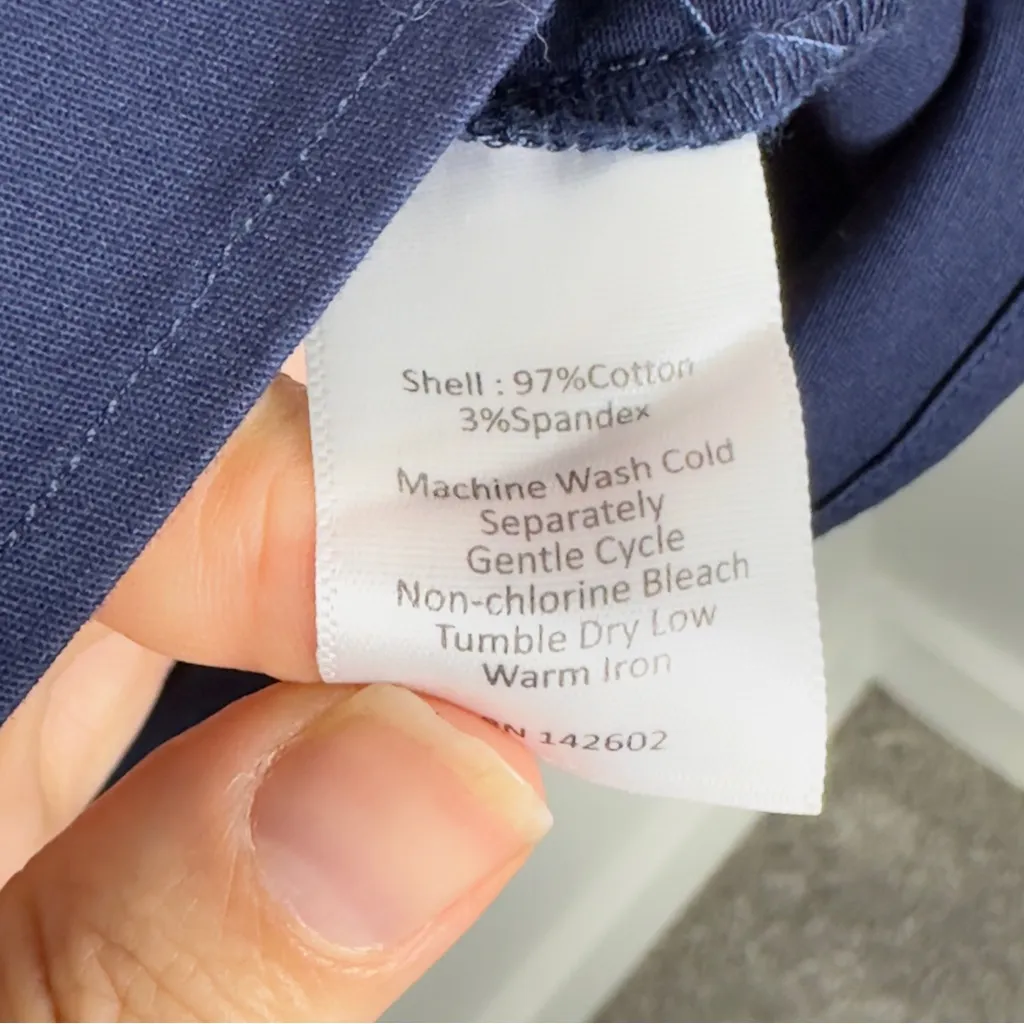 Shell : 97%Cotton
3%Spandex
Machine Wash Cold
Separately
Gentle Cycle
Non-chlorine Bleach
Tumble Dry Low
Warm Iron
RN 142602